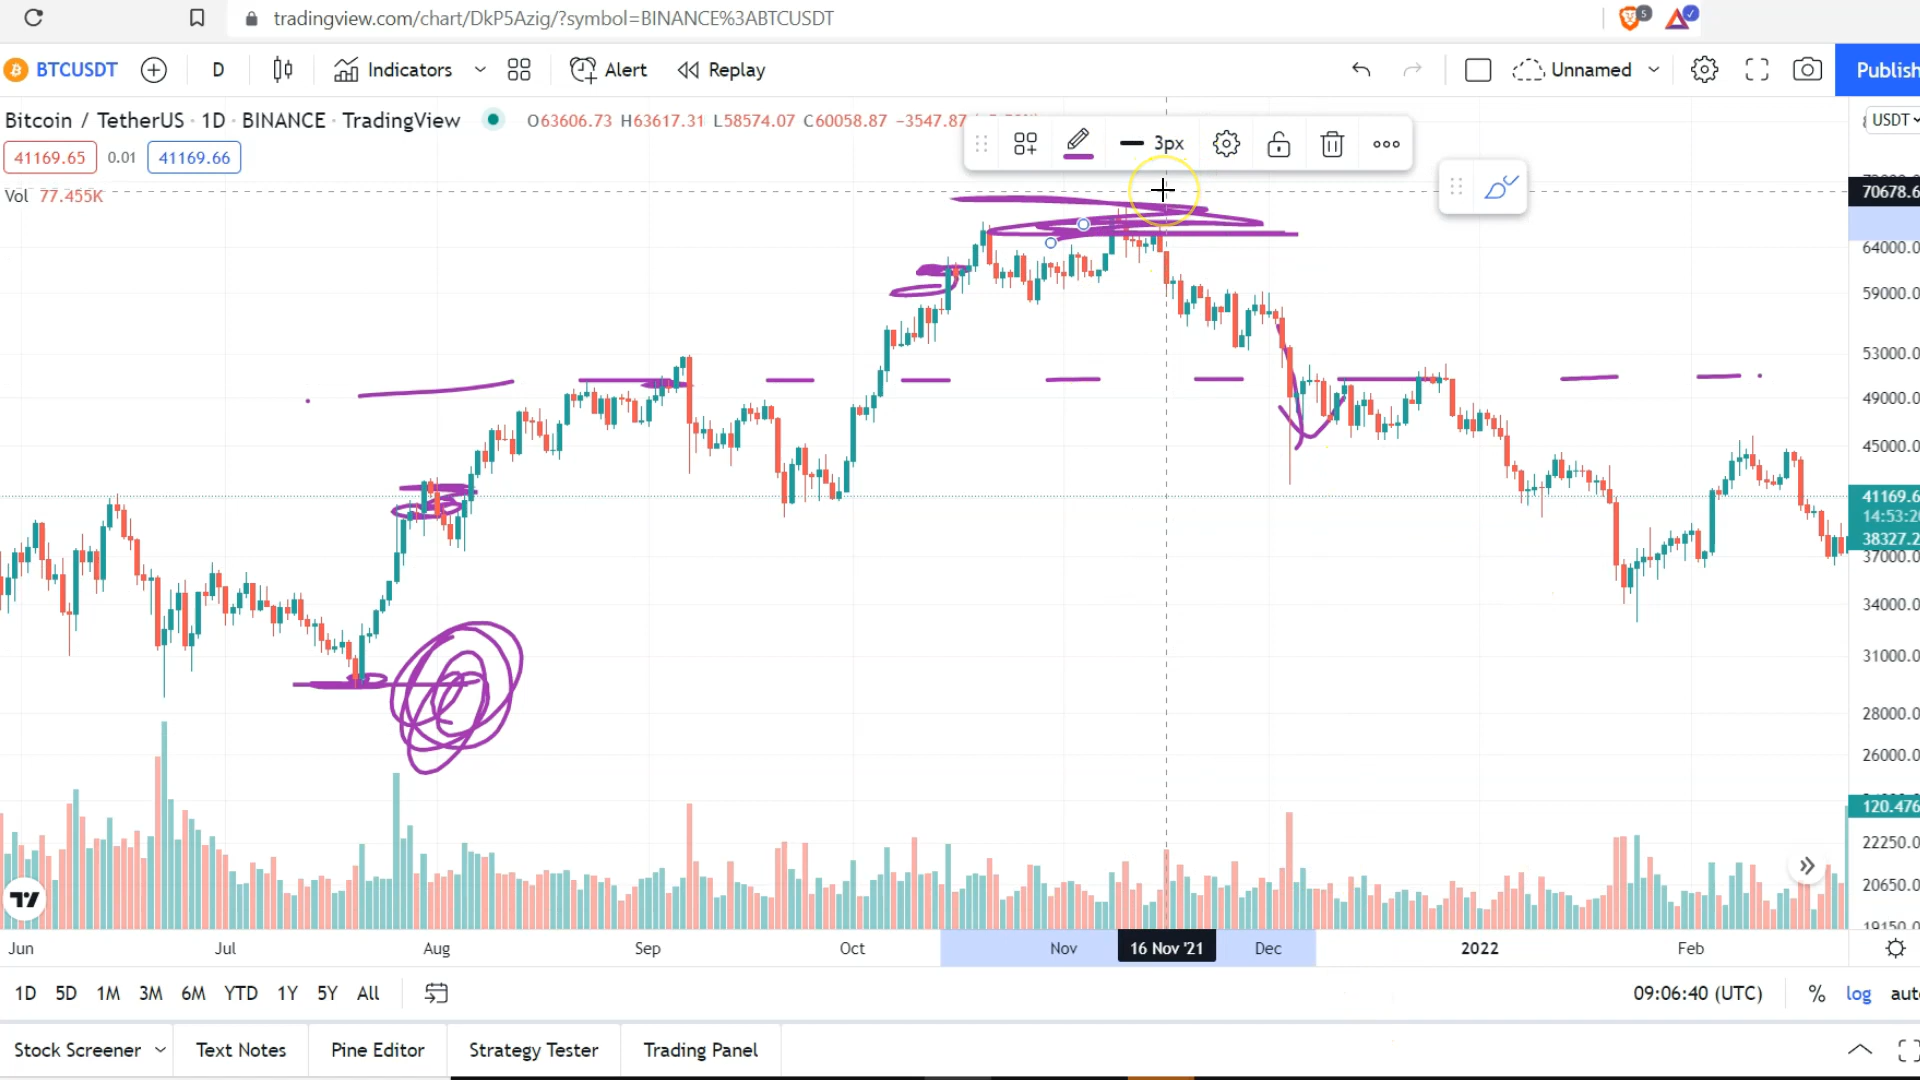 tradingview.com/chart/DkP5Azig/?symbol=BINANCE%3ABTCUSDT
5
BTCUSDT D Indicators Alert Replay Unnamed Publish
Bitcoin / TetherUS · 1D · BINANCE · TradingView O63606.73 H63617.31 L58574.07 C60058.87 −3547.87
USDT
3px
41169.65 0.01 41169.66
Vol 77.455K
70678.6
64000.0
59000.0
53000.0
49000.0
45000.0
41169.6
14:53:20
38327.2
37000.0
34000.0
31000.0
28000.0
26000.0
120.476
22250.0
20650.0
19150.0
Jun Jul Aug Sep Oct Nov 16 Nov '21 Dec 2022 Feb
1D 5D 1M 3M 6M YTD 1Y 5Y All 09:06:40 (UTC) % log auto
Stock Screener Text Notes Pine Editor Strategy Tester Trading Panel